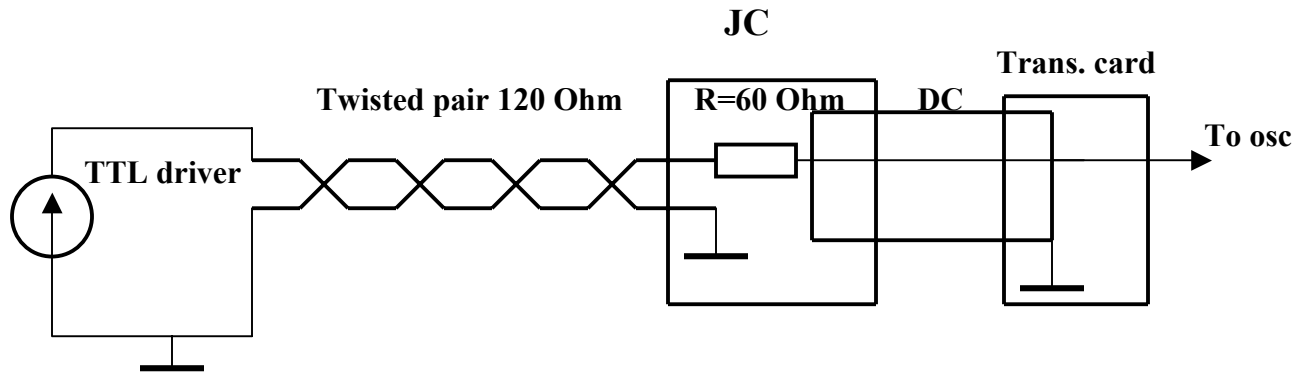 JC
Trans. card
Twisted pair 120 Ohm
R=60 Ohm
DC
To osc
TTL driver